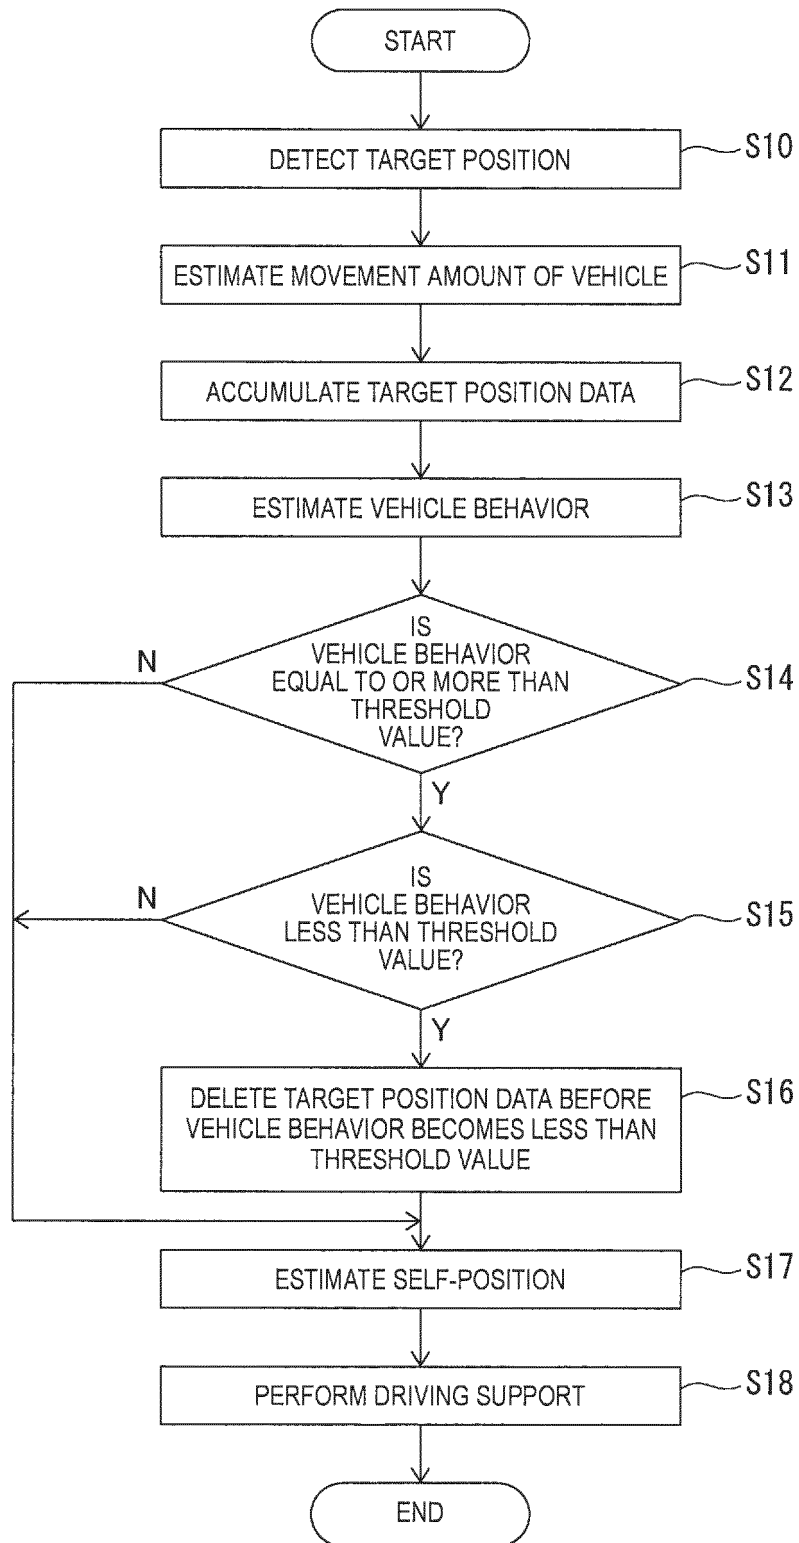 START
DETECT TARGET POSITION
S10
ESTIMATE MOVEMENT AMOUNT OF VEHICLE
S11
ACCUMULATE TARGET POSITION DATA
S12
ESTIMATE VEHICLE BEHAVIOR
S13
IS
VEHICLE BEHAVIOR
EQUAL TO OR MORE THAN
THRESHOLD
VALUE?
N
S14
Y
IS
VEHICLE BEHAVIOR
LESS THAN THRESHOLD
VALUE?
N
S15
Y
DELETE TARGET POSITION DATA BEFORE
VEHICLE BEHAVIOR BECOMES LESS THAN
THRESHOLD VALUE
S16
ESTIMATE SELF-POSITION
S17
PERFORM DRIVING SUPPORT
S18
END